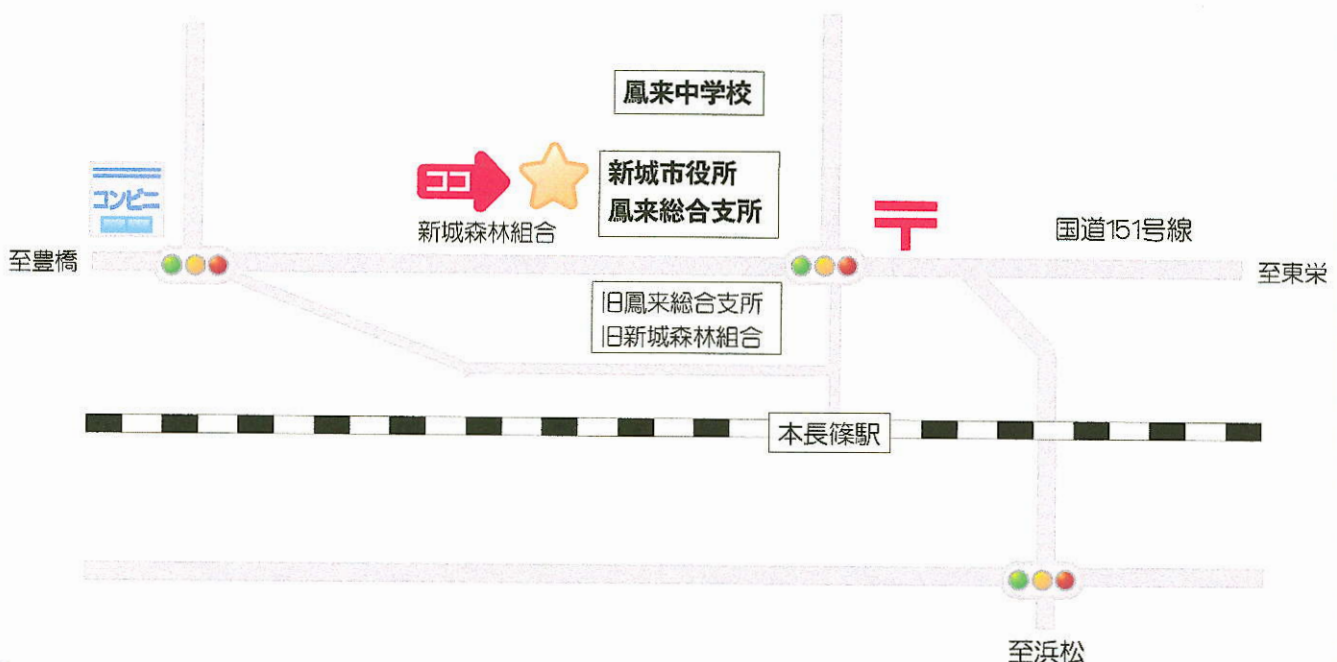 鳳来中学校
コンビニ
ココ
新城市役所
鳳来総合支所
新城森林組合
〒
国道151号線
至豊橋
至東栄
旧鳳来総合支所
旧新城森林組合
本長篠駅
至浜松